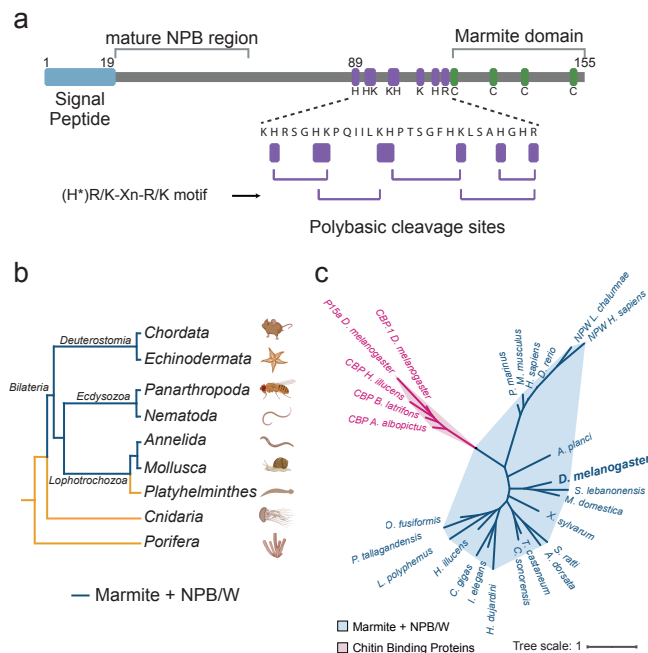 a
mature NPB region
Marmite domain
1
19
89
155
Signal
Peptide
H HK KH K H R C C C C
K H R S G H K P Q I I L K H P T S G F H K L S A H G H R
(H*)R/K-Xn-R/K motif
Polybasic cleavage sites
b
Deuterostomia
Chordata
Echinodermata
Bilateria
Ecdysozoa
Panarthropoda
Nematoda
Annelida
Mollusca
Lophotrochozoa
Platyhelminthes
Cnidaria
Porifera
Marmite + NPB/W
c
P15a D. melanogaster
CBP.1 D. melanogaster
CBP H. illucens
CBP B. latrifons
CBP A. albopictus
P. marinus
M. musculus
H. sapiens
D. rerio
NPW L. chalumnae
NPW H. sapiens
A. planci
D. melanogaster
S. lebanonensis
M. domestica
X. sylvarum
S. ratti
A. dorsata
T. castaneum
C. sonorensis
H. dujardini
I. elegans
C. gigas
H. illucens
L. polyphemus
P. tallagandensis
O. fusiformis
Marmite + NPB/W
Chitin Binding Proteins
Tree scale: 1